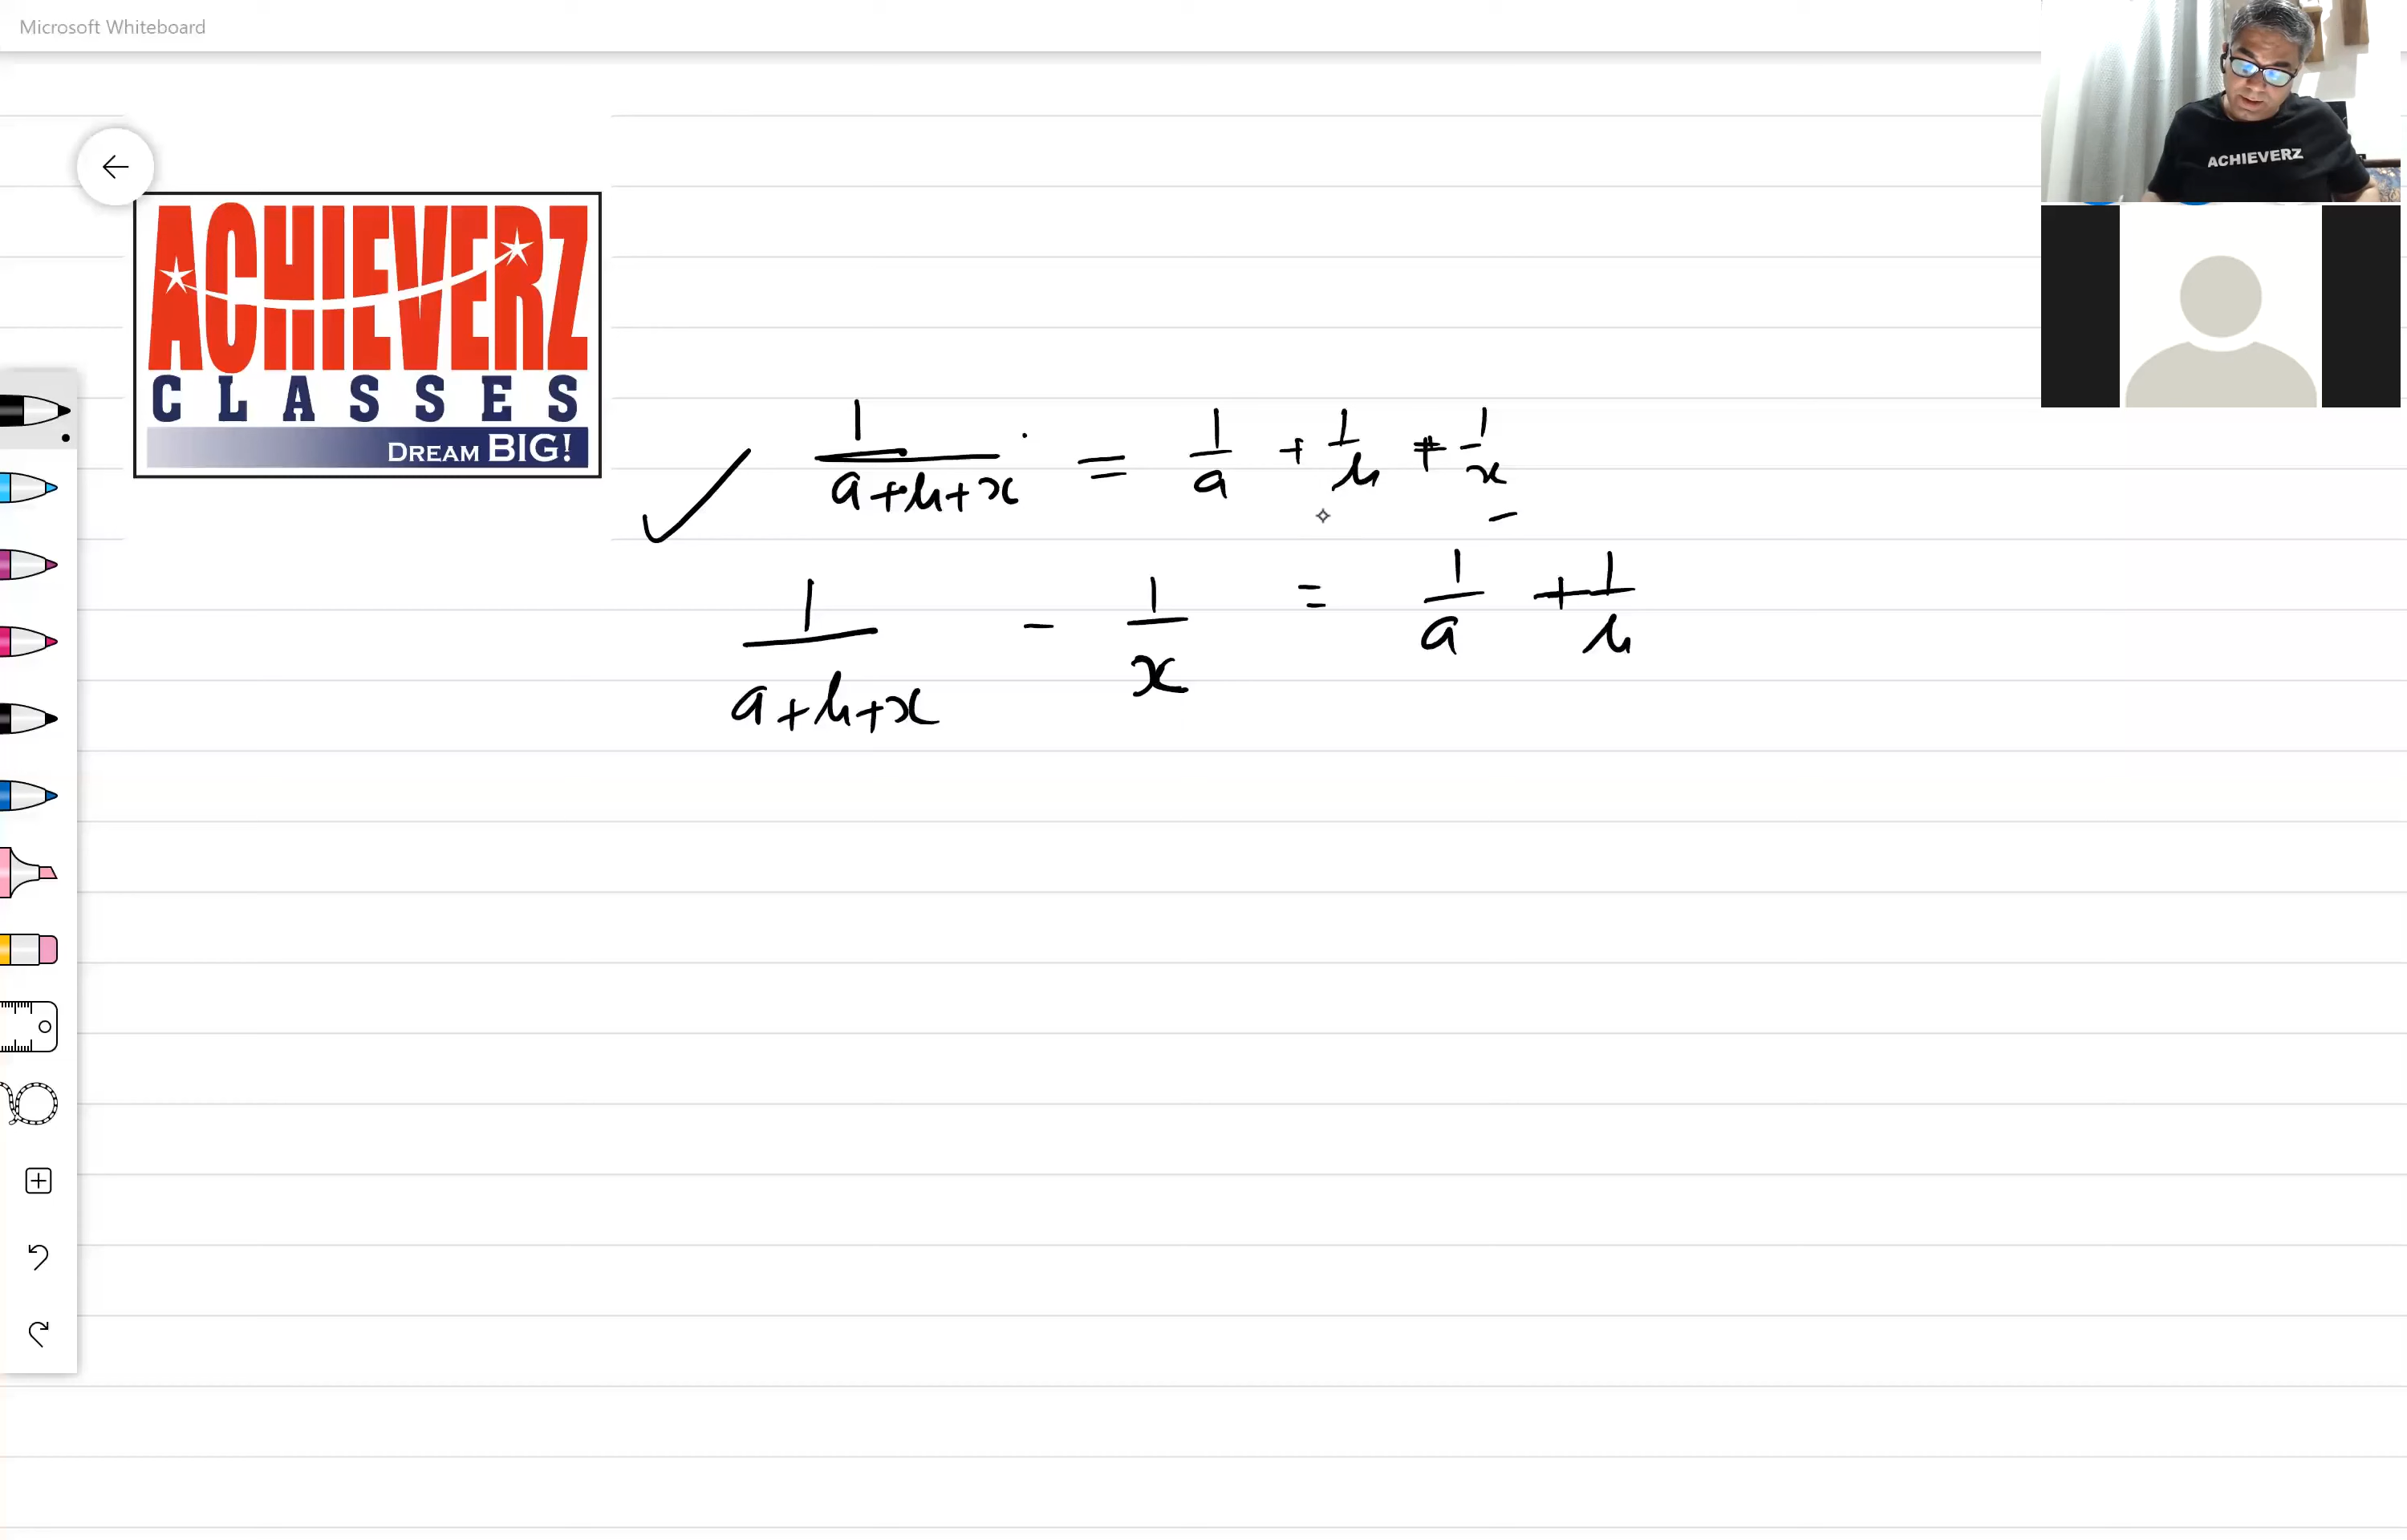 Microsoft Whiteboard
ACHIEVERZ
ACHIEVERZ
CLASSES
DREAM BIG!
1/(a+b+x) = 1/a + 1/b + 1/x
1/(a+b+x) - 1/x = 1/a + 1/b